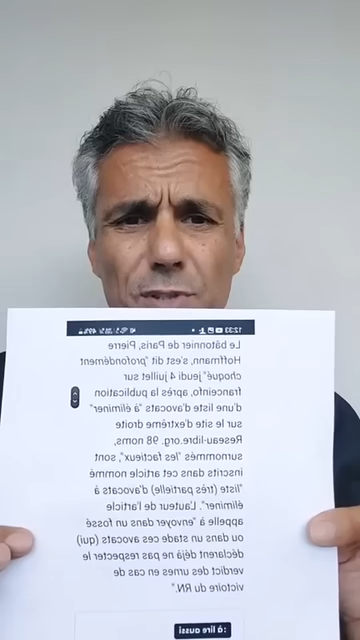 12:33 49%
Le bâtonnier de Paris, Pierre
Hoffmann, s'est dit "profondément
choqué" jeudi 4 juillet sur
franceinfo, après la publication
d'une liste d'avocats "à éliminer"
sur le site d'extrême droite
Reseau-libre.org. 98 noms,
surnommés "les factieux", sont
inscrits dans cet article nommé
"liste" (très partielle) d'avocats à
éliminer". L'auteur de l'article
appelle à "envoyer dans un fossé
ou dans un stade ces avocats (qui)
déclarent déjà ne pas respecter le
verdict des urnes en cas de
victoire du RN".
à lire aussi